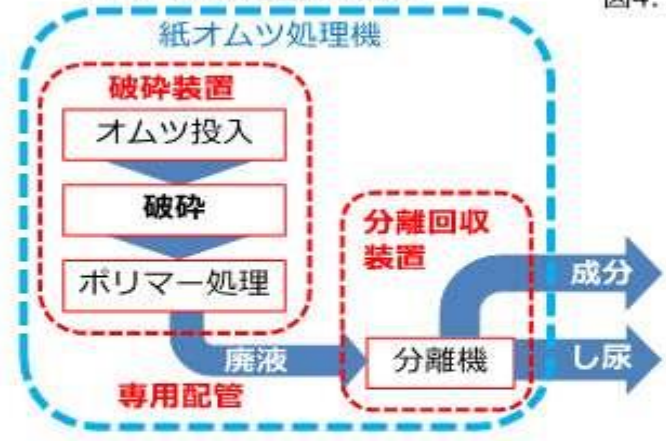 図4.
紙オムツ処理機
破砕装置
オムツ投入
破砕
ポリマー処理
分離回収
装置
成分
廃液
分離機
し尿
専用配管